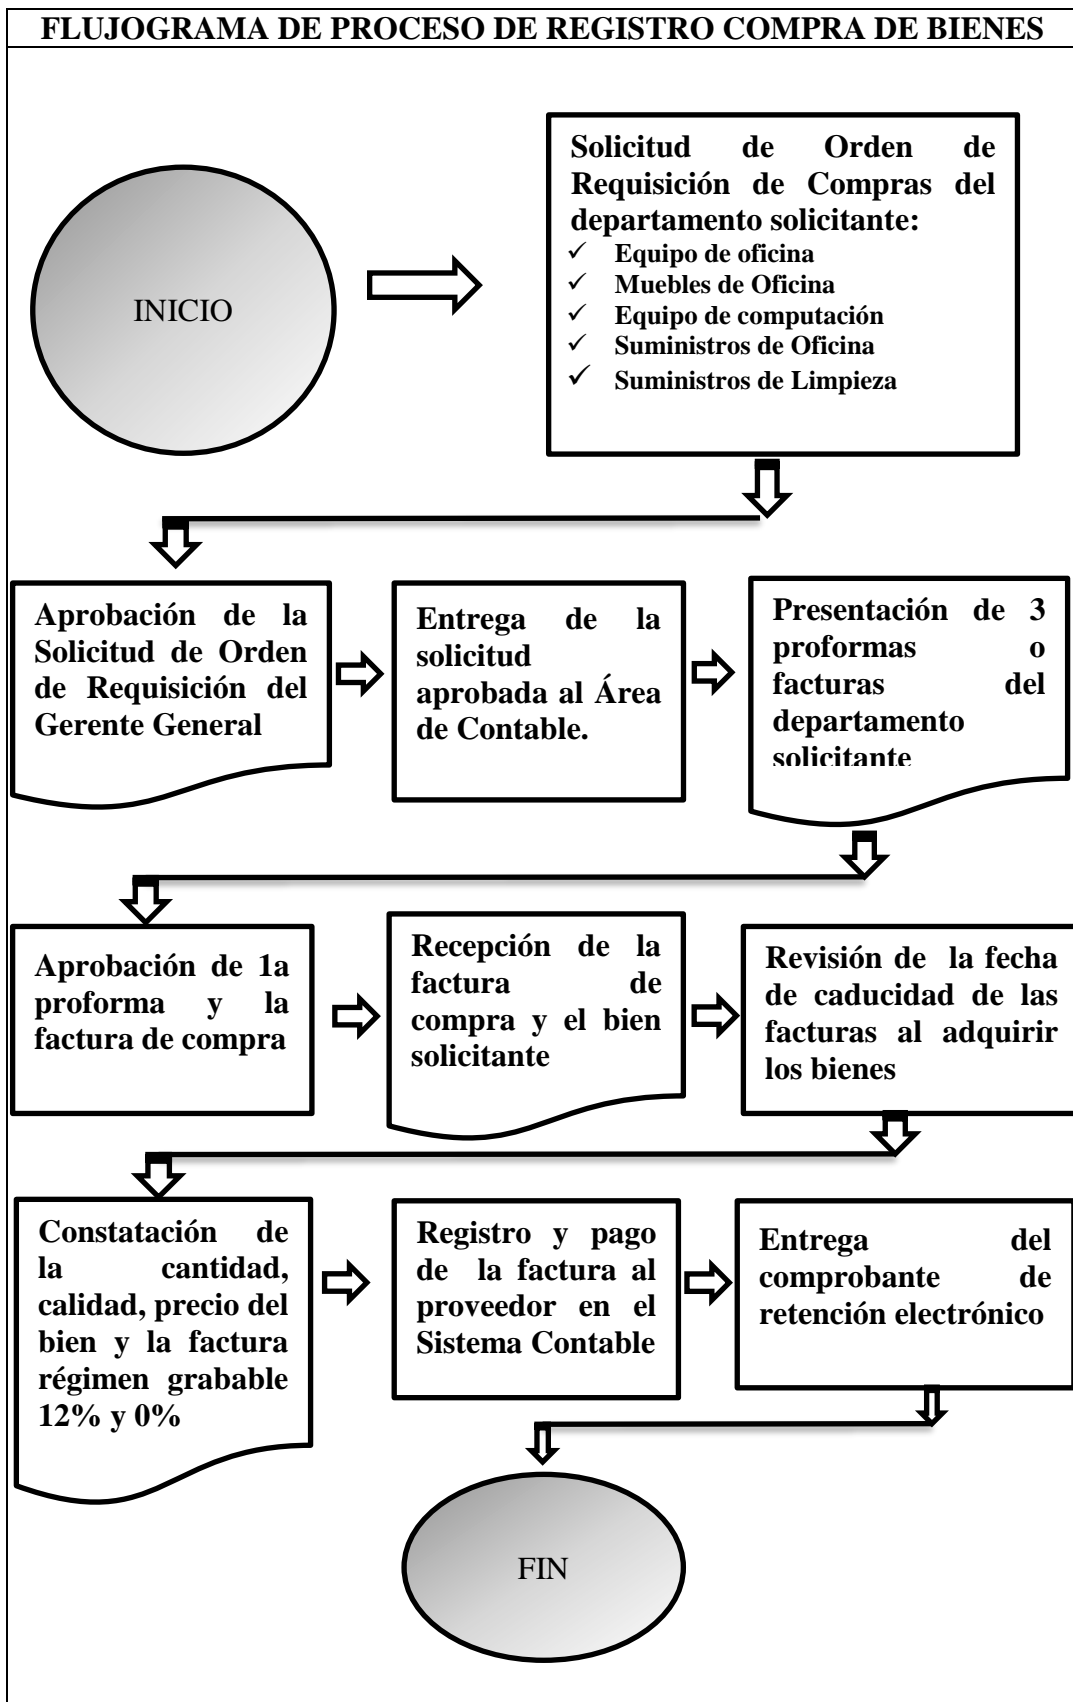 FLUJOGRAMA DE PROCESO DE REGISTRO COMPRA DE BIENES
INICIO
Solicitud de Orden de
Requisición de Compras del
departamento solicitante:
✓ Equipo de oficina
✓ Muebles de Oficina
✓ Equipo de computación
✓ Suministros de Oficina
✓ Suministros de Limpieza
Aprobación de la
Solicitud de Orden
de Requisición del
Gerente General
Entrega de la
solicitud
aprobada al Área
de Contable.
Presentación de 3
proformas o
facturas del
departamento
solicitante
Aprobación de 1a
proforma y la
factura de compra
Recepción de la
factura de
compra y el bien
solicitante
Revisión de la fecha
de caducidad de las
facturas al adquirir
los bienes
Constatación de
la cantidad,
calidad, precio del
bien y la factura
régimen grabable
12% y 0%
Registro y pago
de la factura al
proveedor en el
Sistema Contable
Entrega del
comprobante de
retención electrónico
FIN